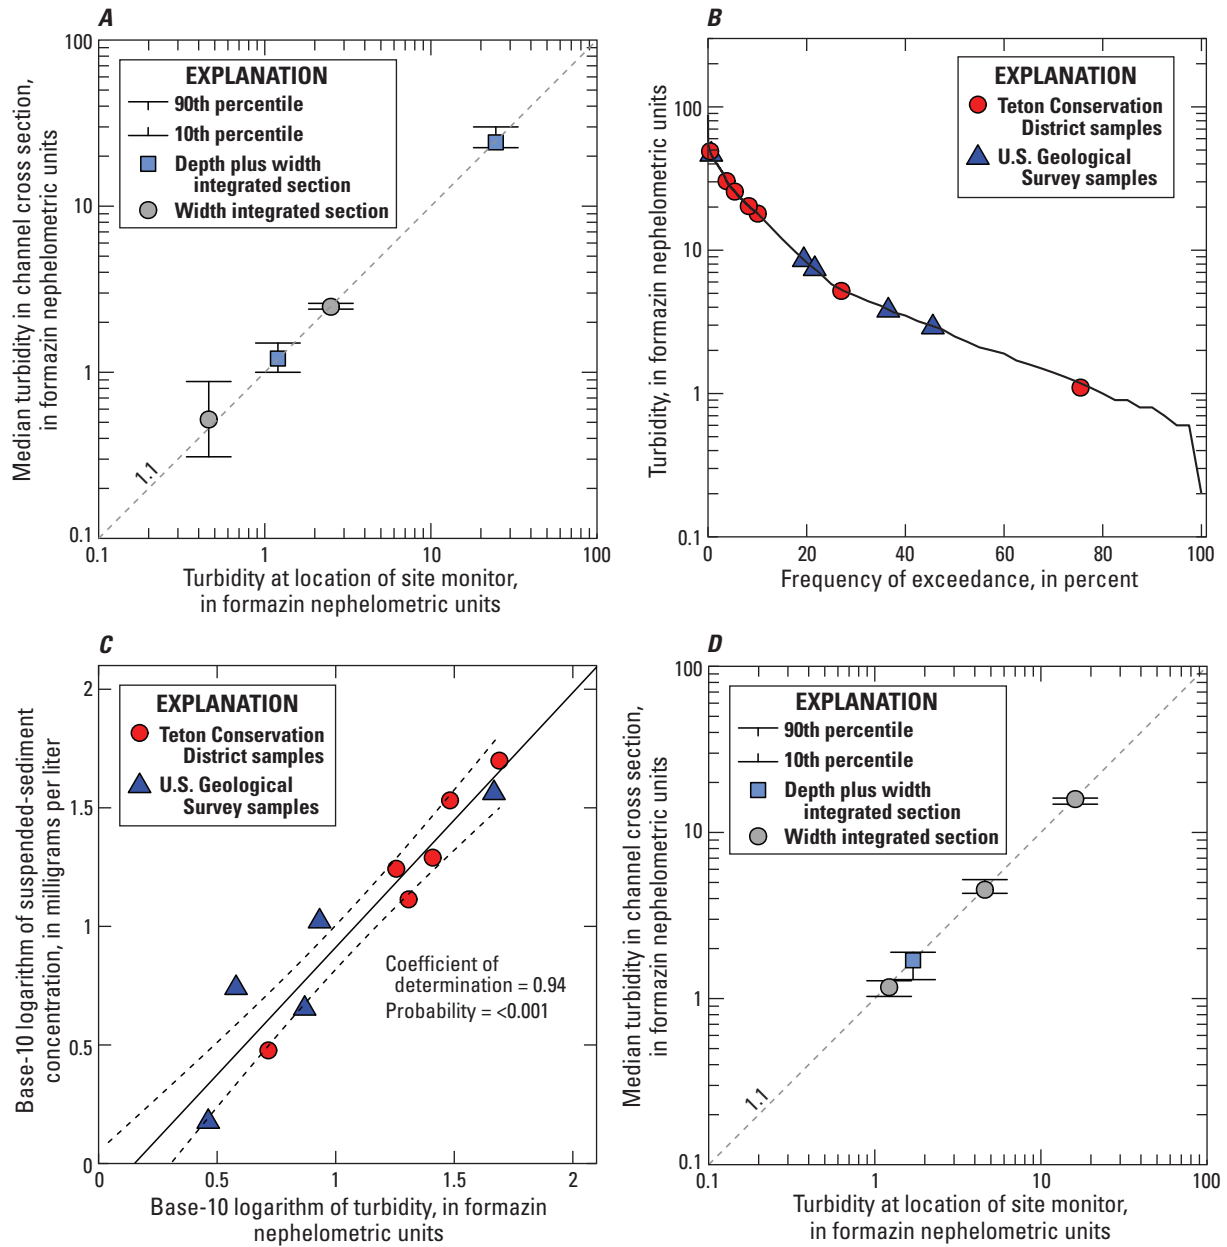 A
Median turbidity in channel cross section,
in formazin nephelometric units
100
10
1
0.1
EXPLANATION
90th percentile
10th percentile
Depth plus width
integrated section
Width integrated section
1.1
0.1
1
10
100
Turbidity at location of site monitor,
in formazin nephelometric units
B
Turbidity, in formazin nephelometric units
100
10
1
0.1
EXPLANATION
Teton Conservation
District samples
U.S. Geological
Survey samples
0
20
40
60
80
100
Frequency of exceedance, in percent
C
Base-10 logarithm of suspended-sediment
concentration, in milligrams per liter
2
1.5
1
0.5
0
EXPLANATION
Teton Conservation
District samples
U.S. Geological
Survey samples
Coefficient of
determination = 0.94
Probability = <0.001
0
0.5
1
1.5
2
Base-10 logarithm of turbidity, in formazin
nephelometric units
D
Median turbidity in channel cross section,
in formazin nephelometric units
100
10
1
0.1
EXPLANATION
90th percentile
10th percentile
Depth plus width
integrated section
Width integrated section
1.1
0.1
1
10
100
Turbidity at location of site monitor,
in formazin nephelometric units